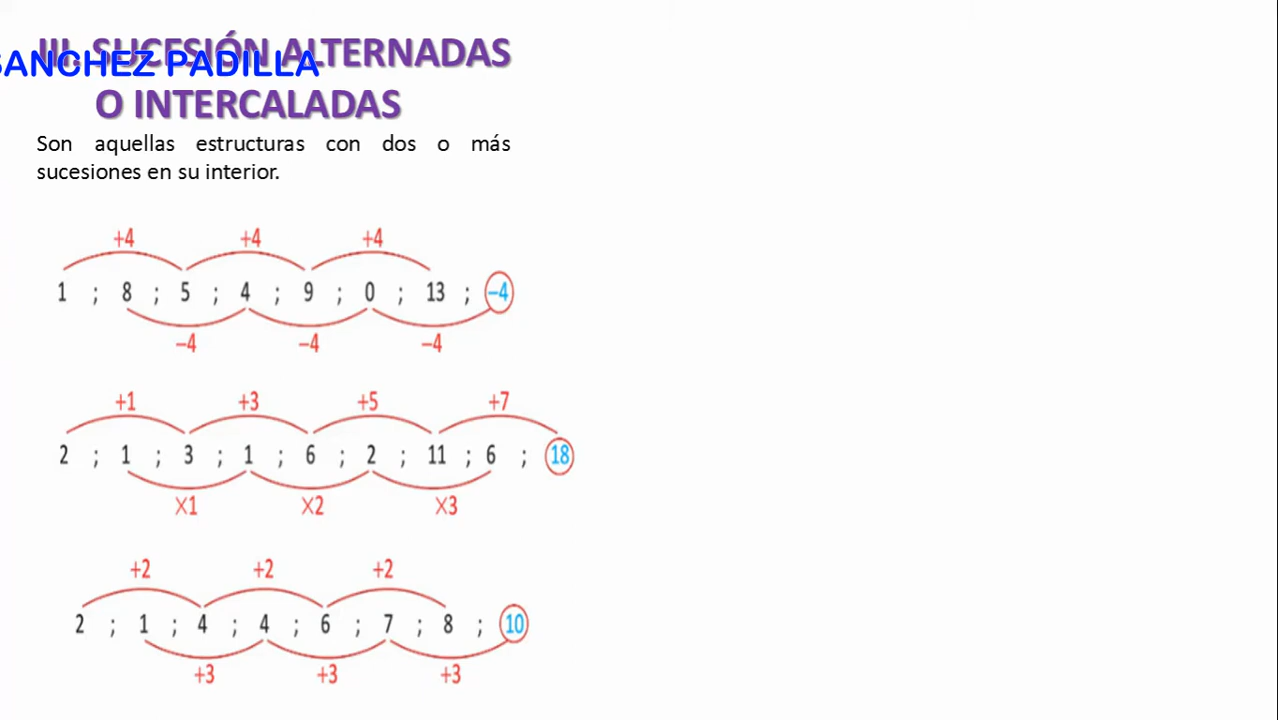 III. SUCESIÓN ALTERNADAS
SANCHEZ PADILLA
O INTERCALADAS
Son aquellas estructuras con dos o más
sucesiones en su interior.
+4 +4 +4
1 ; 8 ; 5 ; 4 ; 9 ; 0 ; 13 ; –4
–4 –4 –4
+1 +3 +5 +7
2 ; 1 ; 3 ; 1 ; 6 ; 2 ; 11 ; 6 ; 18
X1 X2 X3
+2 +2 +2
2 ; 1 ; 4 ; 4 ; 6 ; 7 ; 8 ; 10
+3 +3 +3